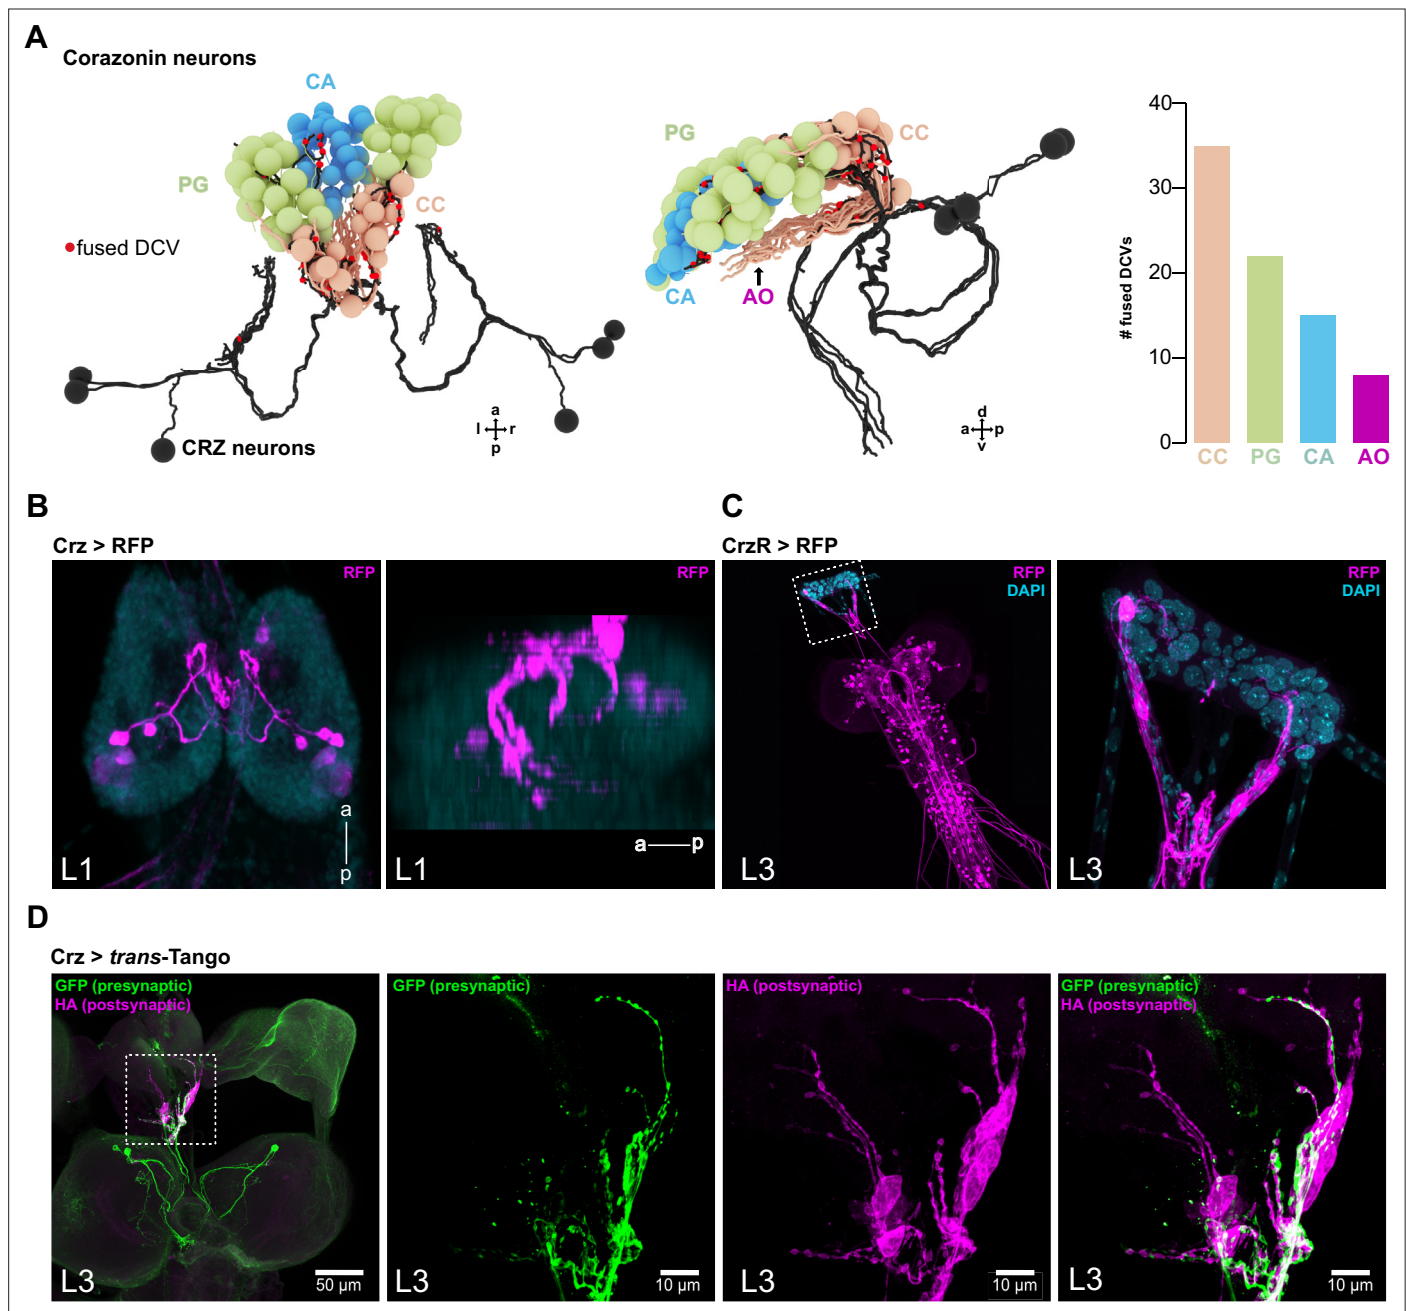 A
Corazonin neurons
CA
PG
CC
fused DCV
CRZ neurons
a
l r
p
PG
CC
CA
AO
d
a p
v
# fused DCVs
40
30
20
10
0
CC PG CA AO
B
Crz > RFP
RFP
a
p
L1
RFP
a p
L1
C
CrzR > RFP
RFP
DAPI
L3
RFP
DAPI
L3
D
Crz > trans-Tango
GFP (presynaptic)
HA (postsynaptic)
L3
50 µm
GFP (presynaptic)
L3
10 µm
HA (postsynaptic)
L3
10 µm
GFP (presynaptic)
HA (postsynaptic)
L3
10 µm